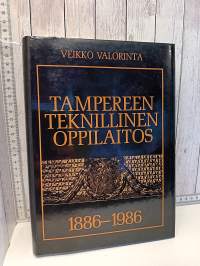 VEIKKO VALORINTA
TAMPEREEN
TEKNILLINEN
OPPILAITOS
1886–1986